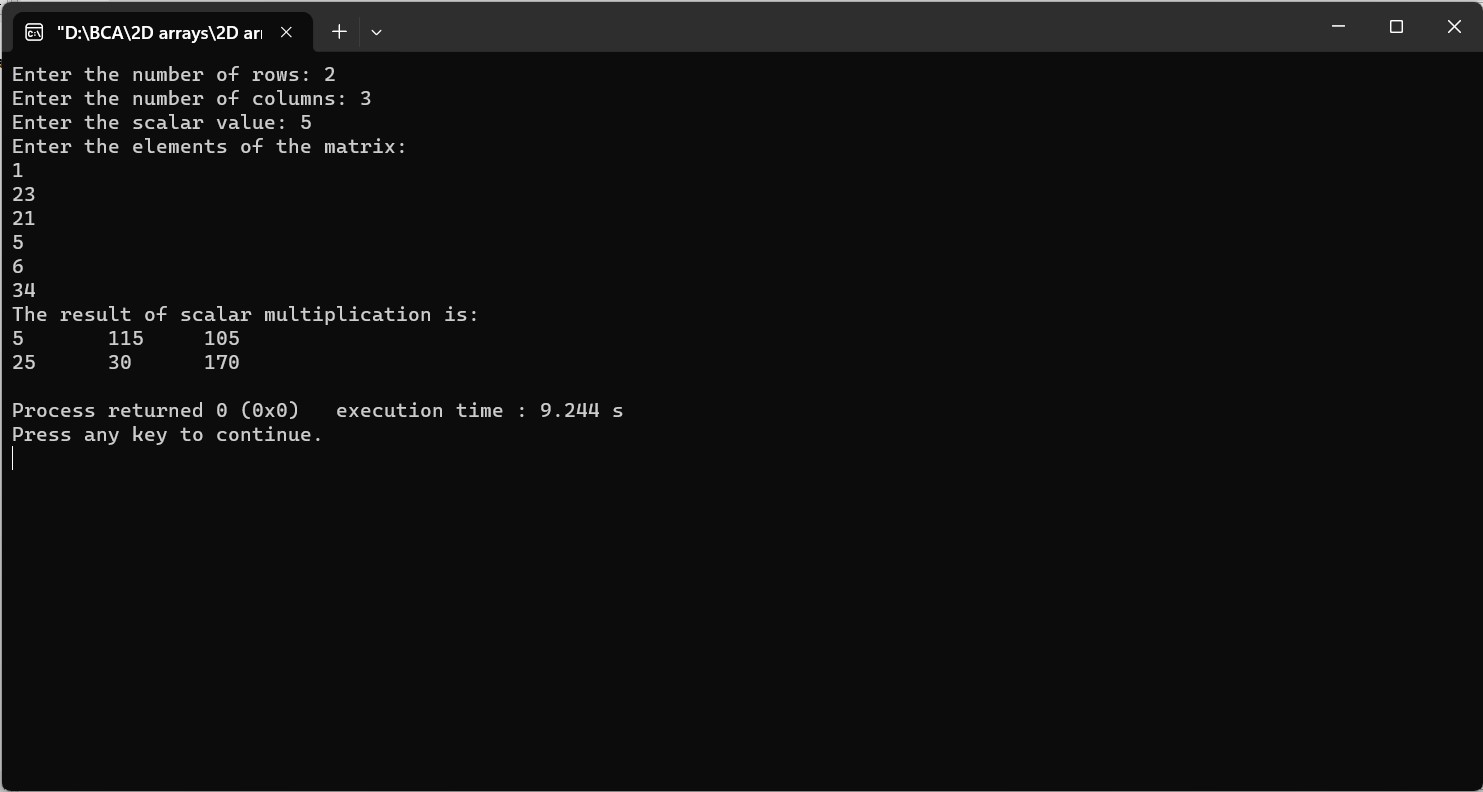 "D:\BCA\2D arrays\2D arr
Enter the number of rows: 2
Enter the number of columns: 3
Enter the scalar value: 5
Enter the elements of the matrix:
1
23
21
5
6
34
The result of scalar multiplication is:
5       115     105
25      30      170
Process returned 0 (0x0)   execution time : 9.244 s
Press any key to continue.